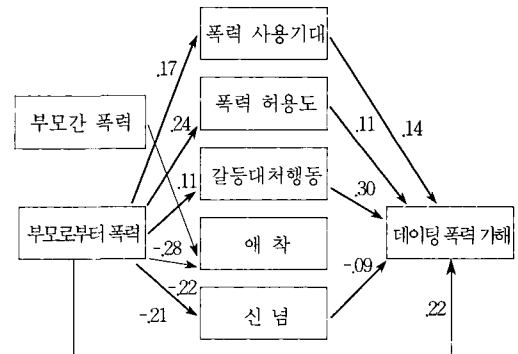 폭력 사용기대
.17
폭력 허용도
부모간 폭력
.24
.11
.14
갈등대처행동
.11
.30
부모로부터 폭력
-.28
애 착
데이팅 폭력 가해
-.22
-.09
-.21
신 념
.22